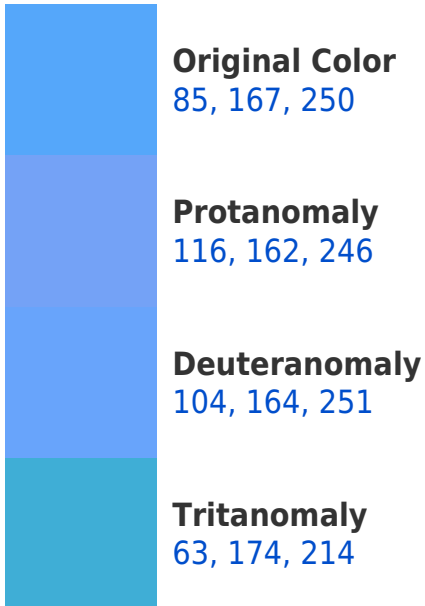 Original Color
85, 167, 250
Protanomaly
116, 162, 246
Deuteranomaly
104, 164, 251
Tritanomaly
63, 174, 214